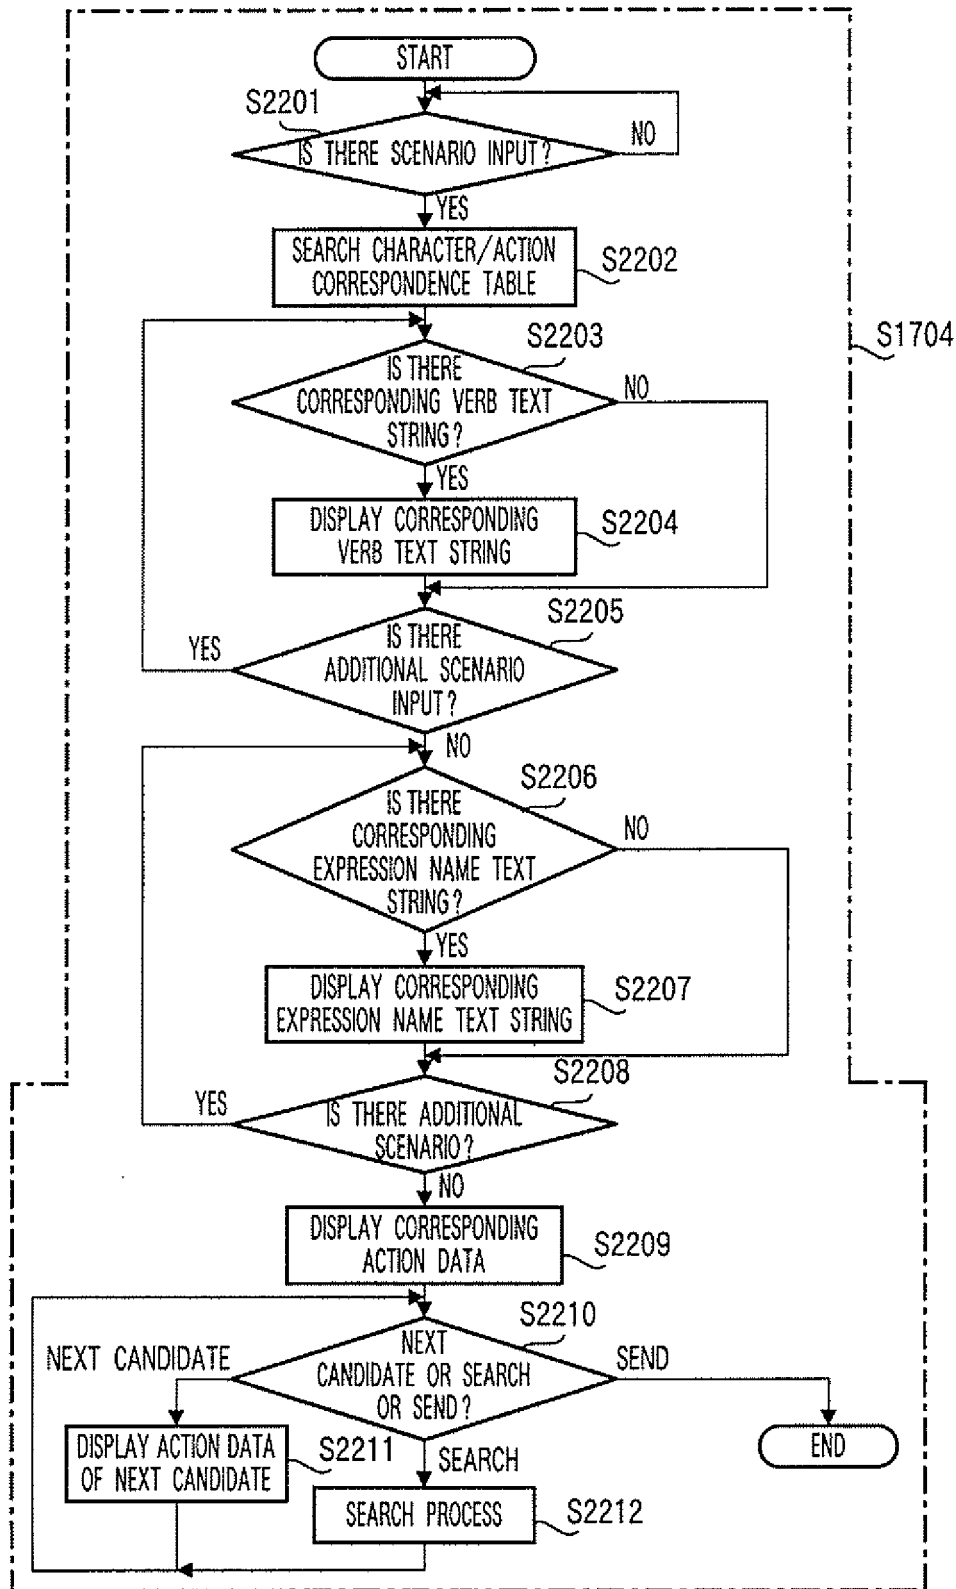 START
S2201
IS THERE SCENARIO INPUT?
NO
YES
SEARCH CHARACTER/ACTION
CORRESPONDENCE TABLE
S2202
S2203
S1704
IS THERE
CORRESPONDING VERB TEXT
STRING?
NO
YES
DISPLAY CORRESPONDING
VERB TEXT STRING
S2204
S2205
IS THERE
ADDITIONAL SCENARIO
INPUT?
YES
NO
S2206
IS THERE
CORRESPONDING
EXPRESSION NAME TEXT
STRING?
NO
YES
DISPLAY CORRESPONDING
EXPRESSION NAME TEXT STRING
S2207
S2208
YES
IS THERE ADDITIONAL
SCENARIO?
NO
DISPLAY CORRESPONDING
ACTION DATA
S2209
S2210
NEXT CANDIDATE
NEXT
CANDIDATE OR SEARCH
OR SEND?
SEND
DISPLAY ACTION DATA
OF NEXT CANDIDATE
S2211
SEARCH
END
SEARCH PROCESS
S2212